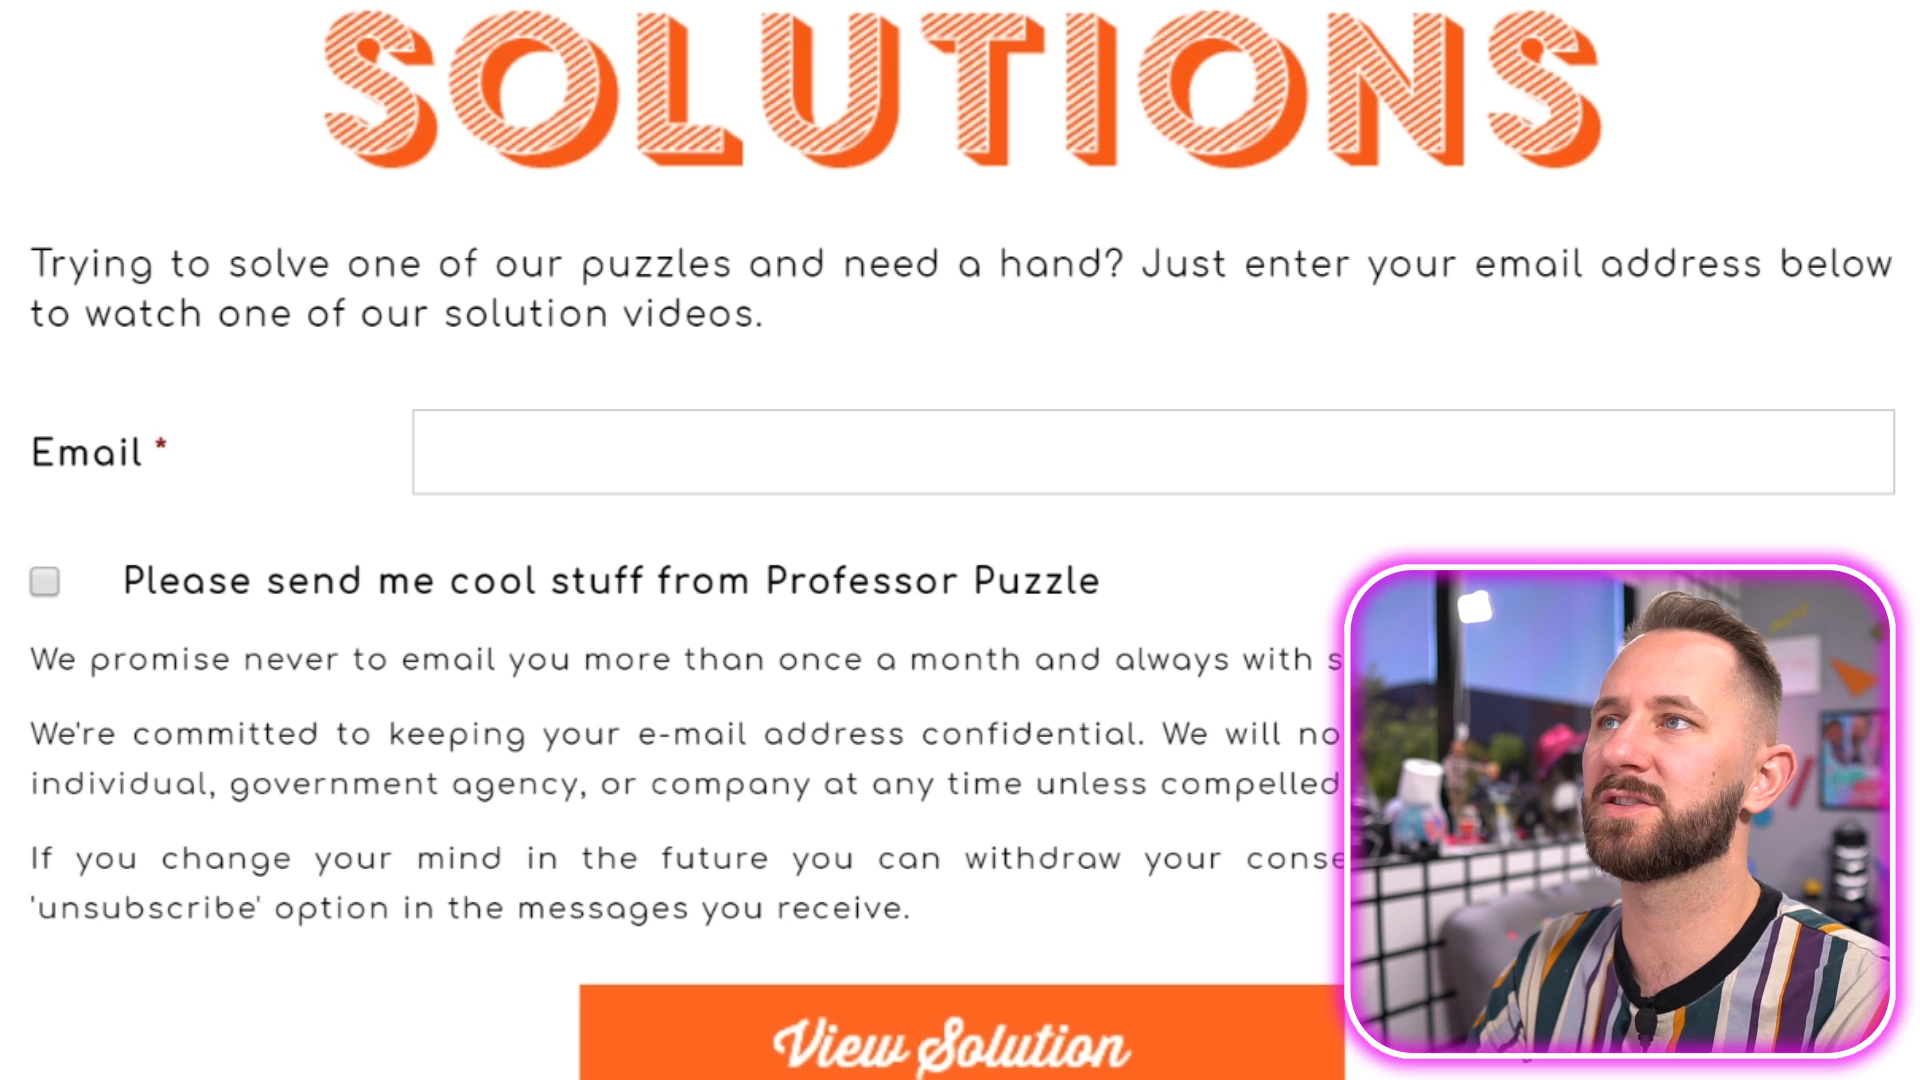 SOLUTIONS
Trying to solve one of our puzzles and need a hand? Just enter your email address below
to watch one of our solution videos.
Email *
Please send me cool stuff from Professor Puzzle
We promise never to email you more than once a month and always with
We're committed to keeping your e-mail address confidential. We will
individual, government agency, or company at any time unless compelled
If you change your mind in the future you can withdraw your
'unsubscribe' option in the messages you receive.
View Solution